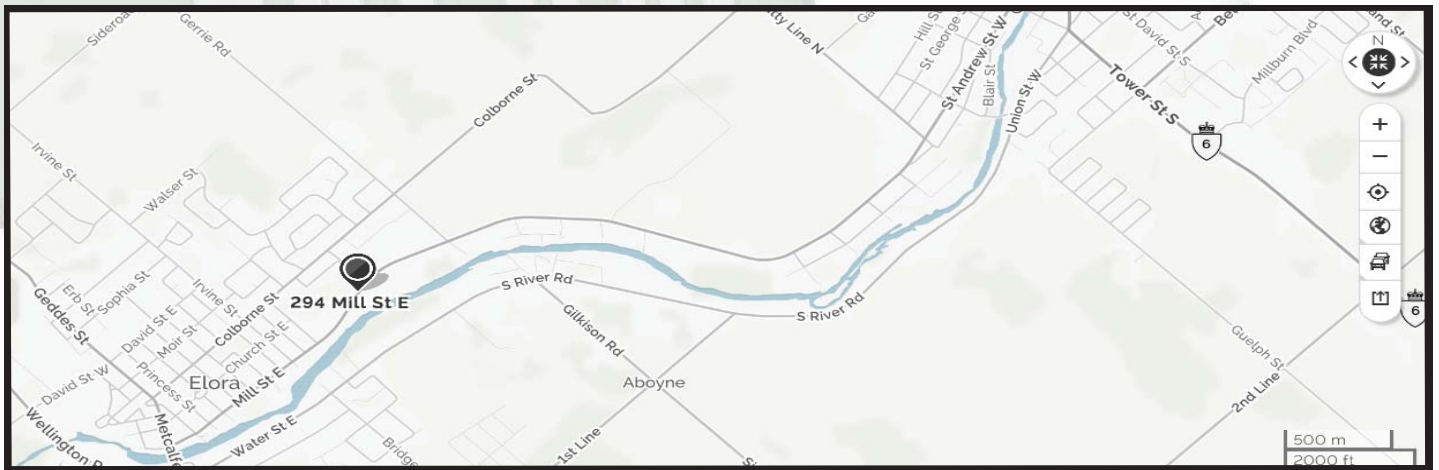 Sideroad
Gerrie Rd
Colborne St
Hill St
St George
St Andrew St W
Blair St
Union St W
St David St S
Tower St S
Millburn Blvd
N
6
Irvine St
Walser St
294 Mill St E
S River Rd
S River Rd
Gilkison Rd
Aboyne
Guelph St
2nd Line
1st Line
6
Geddes St
Erb St
Sophia St
Irvine St
David St E
Moir St
Colborne St
Church St E
Princess St
David St W
Elora
Mill St E
Metcalfe
Water St E
Wellington
Bridge
500 m
2000 ft